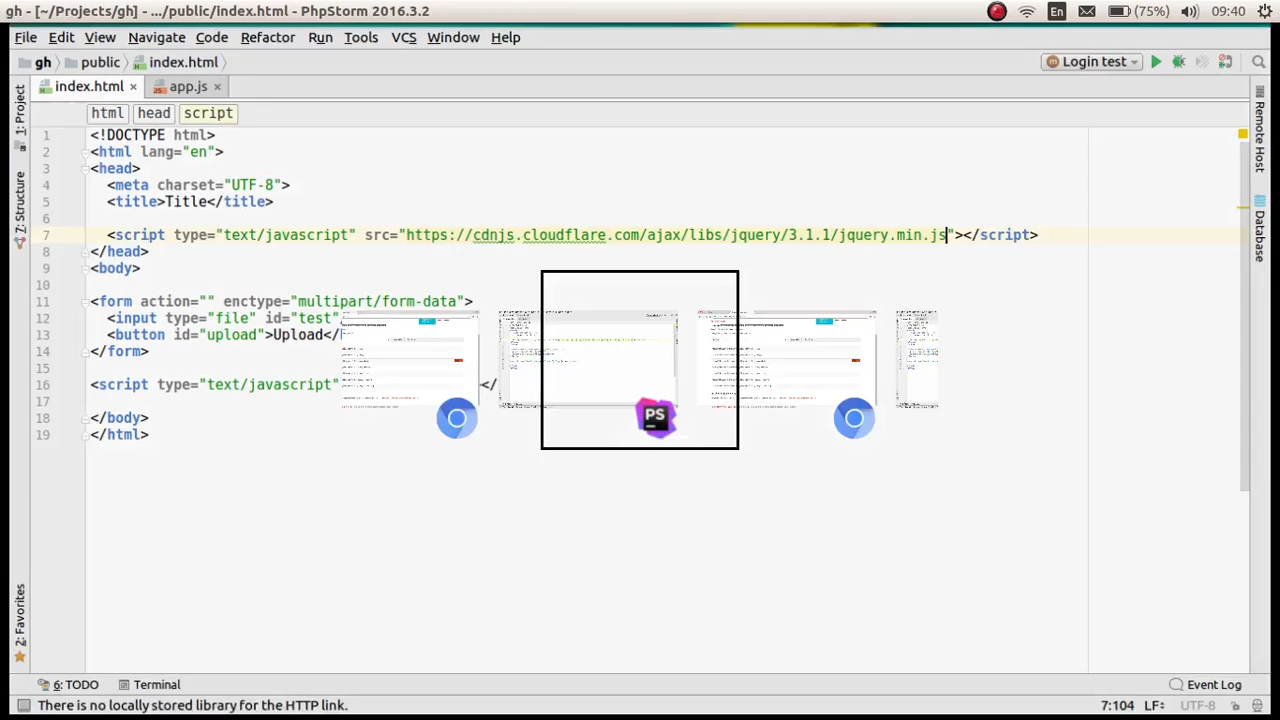 gh - [~/Projects/gh] - .../public/index.html - PhpStorm 2016.3.2
En (75%) 09:40
File Edit View Navigate Code Refactor Run Tools VCS Window Help
gh public index.html Login test
index.html app.js
html head script
1 <!DOCTYPE html>
2 <html lang="en">
3 <head>
4 <meta charset="UTF-8">
5 <title>Title</title>
6
7 <script type="text/javascript" src="https://cdnjs.cloudflare.com/ajax/libs/jquery/3.1.1/jquery.min.js"></script>
8 </head>
9 <body>
10
11 <form action="" enctype="multipart/form-data">
12 <input type="file" id="test"
13 <button id="upload">Upload</
14 </form>
15
16 <script type="text/javascript" </
17
18 </body>
19 </html>
1: Project
7: Structure
2: Favorites
Remote Host
Database
PS
6: TODO Terminal Event Log
There is no locally stored library for the HTTP link. 7:104 LF÷ UTF-8